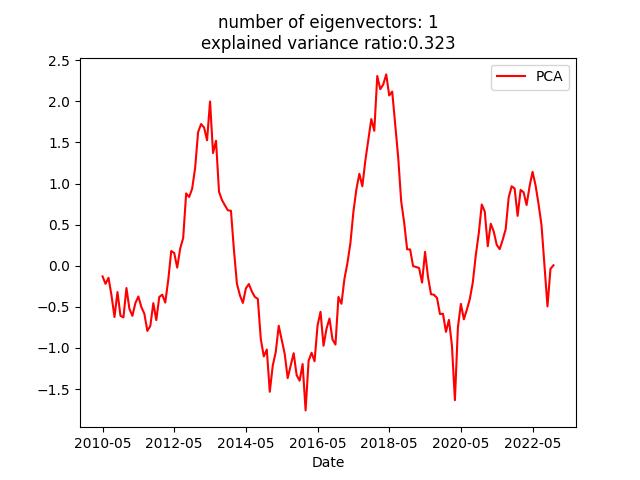 number of eigenvectors: 1
explained variance ratio:0.323
PCA
2.5
2.0
1.5
1.0
0.5
0.0
−0.5
−1.0
−1.5
2010-05 2012-05 2014-05 2016-05 2018-05 2020-05 2022-05
Date